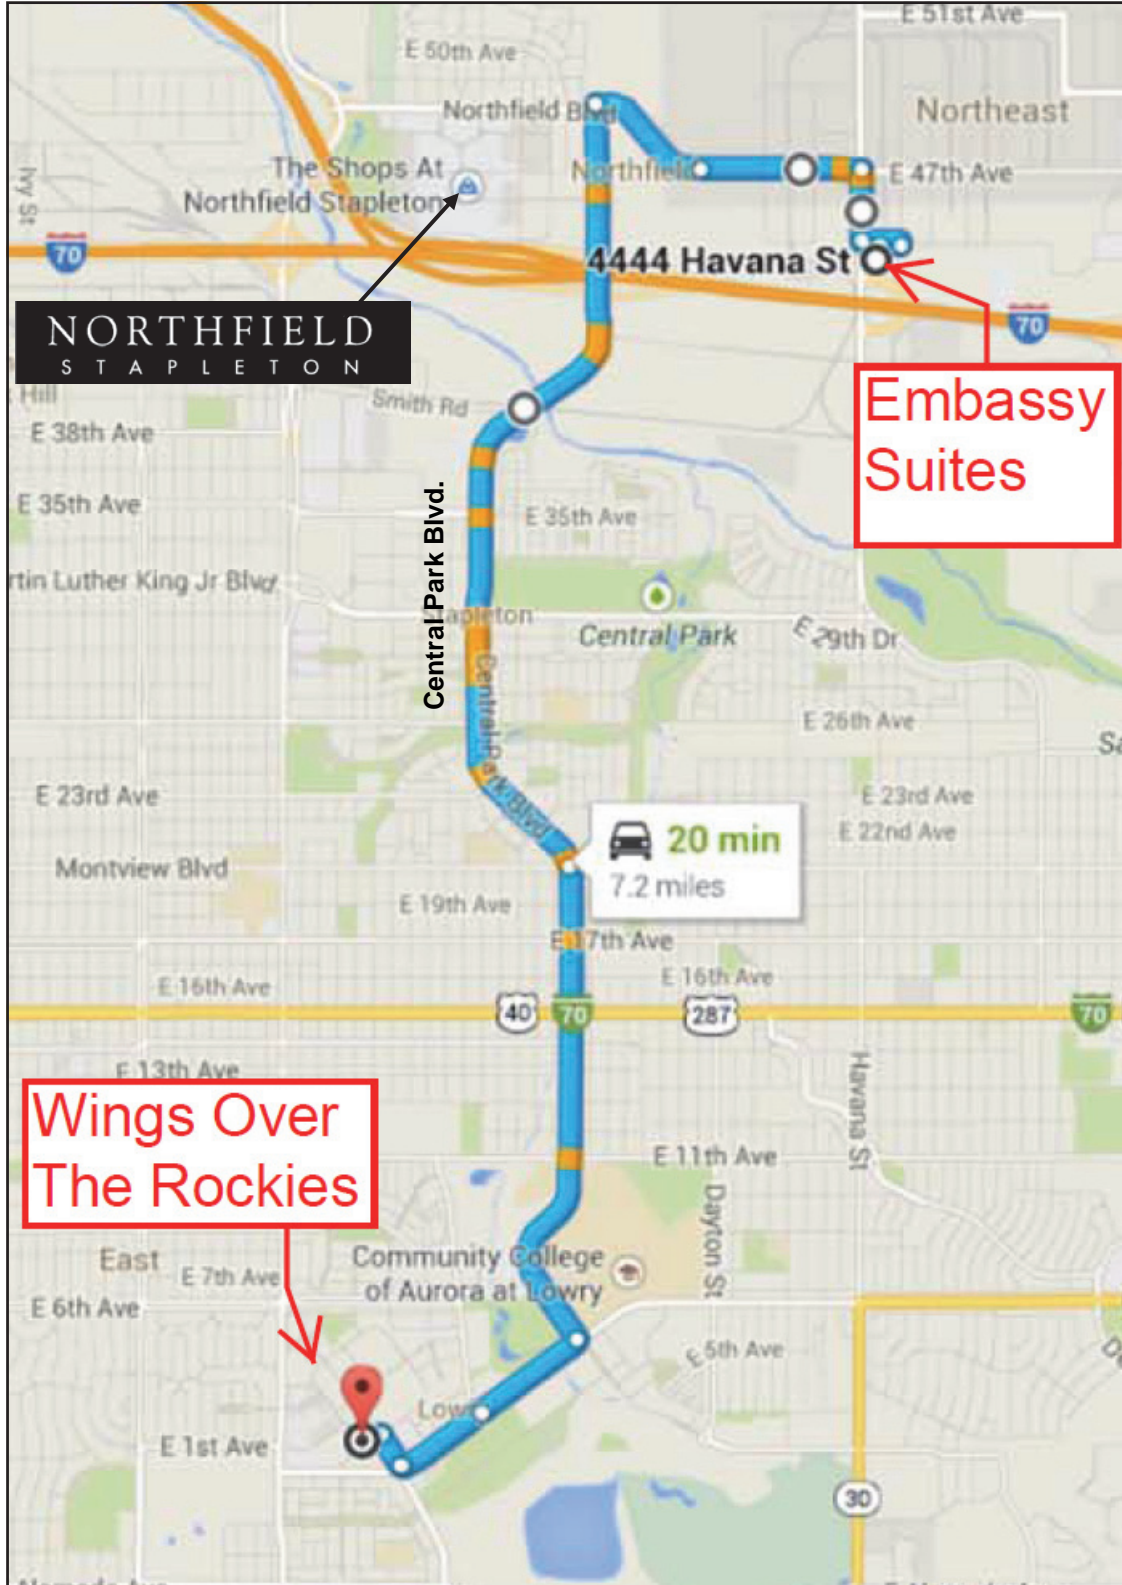 E 51st Ave
E 50th Ave
Northfield Blvd
Northeast
The Shops At
Northfield Stapleton
Northfield
E 47th Ave
Ivy St
70
4444 Havana St
70
NORTHFIELD
STAPLETON
Embassy
Suites
Hill
Smith Rd
E 38th Ave
E 35th Ave
E 35th Ave
Central Park Blvd.
rtin Luther King Jr Blvd
Stapleton
Central Park
E 29th Dr
Central Park Blvd
E 26th Ave
Sa
E 23rd Ave
E 23rd Ave
20 min
7.2 miles
E 22nd Ave
Montview Blvd
E 19th Ave
E 17th Ave
E 16th Ave
E 16th Ave
40
70
287
70
E 13th Ave
Havana St
Wings Over
The Rockies
E 11th Ave
Dayton St
East
E 7th Ave
Community College
of Aurora at Lowry
E 6th Ave
E 5th Ave
Lowry
E 1st Ave
30